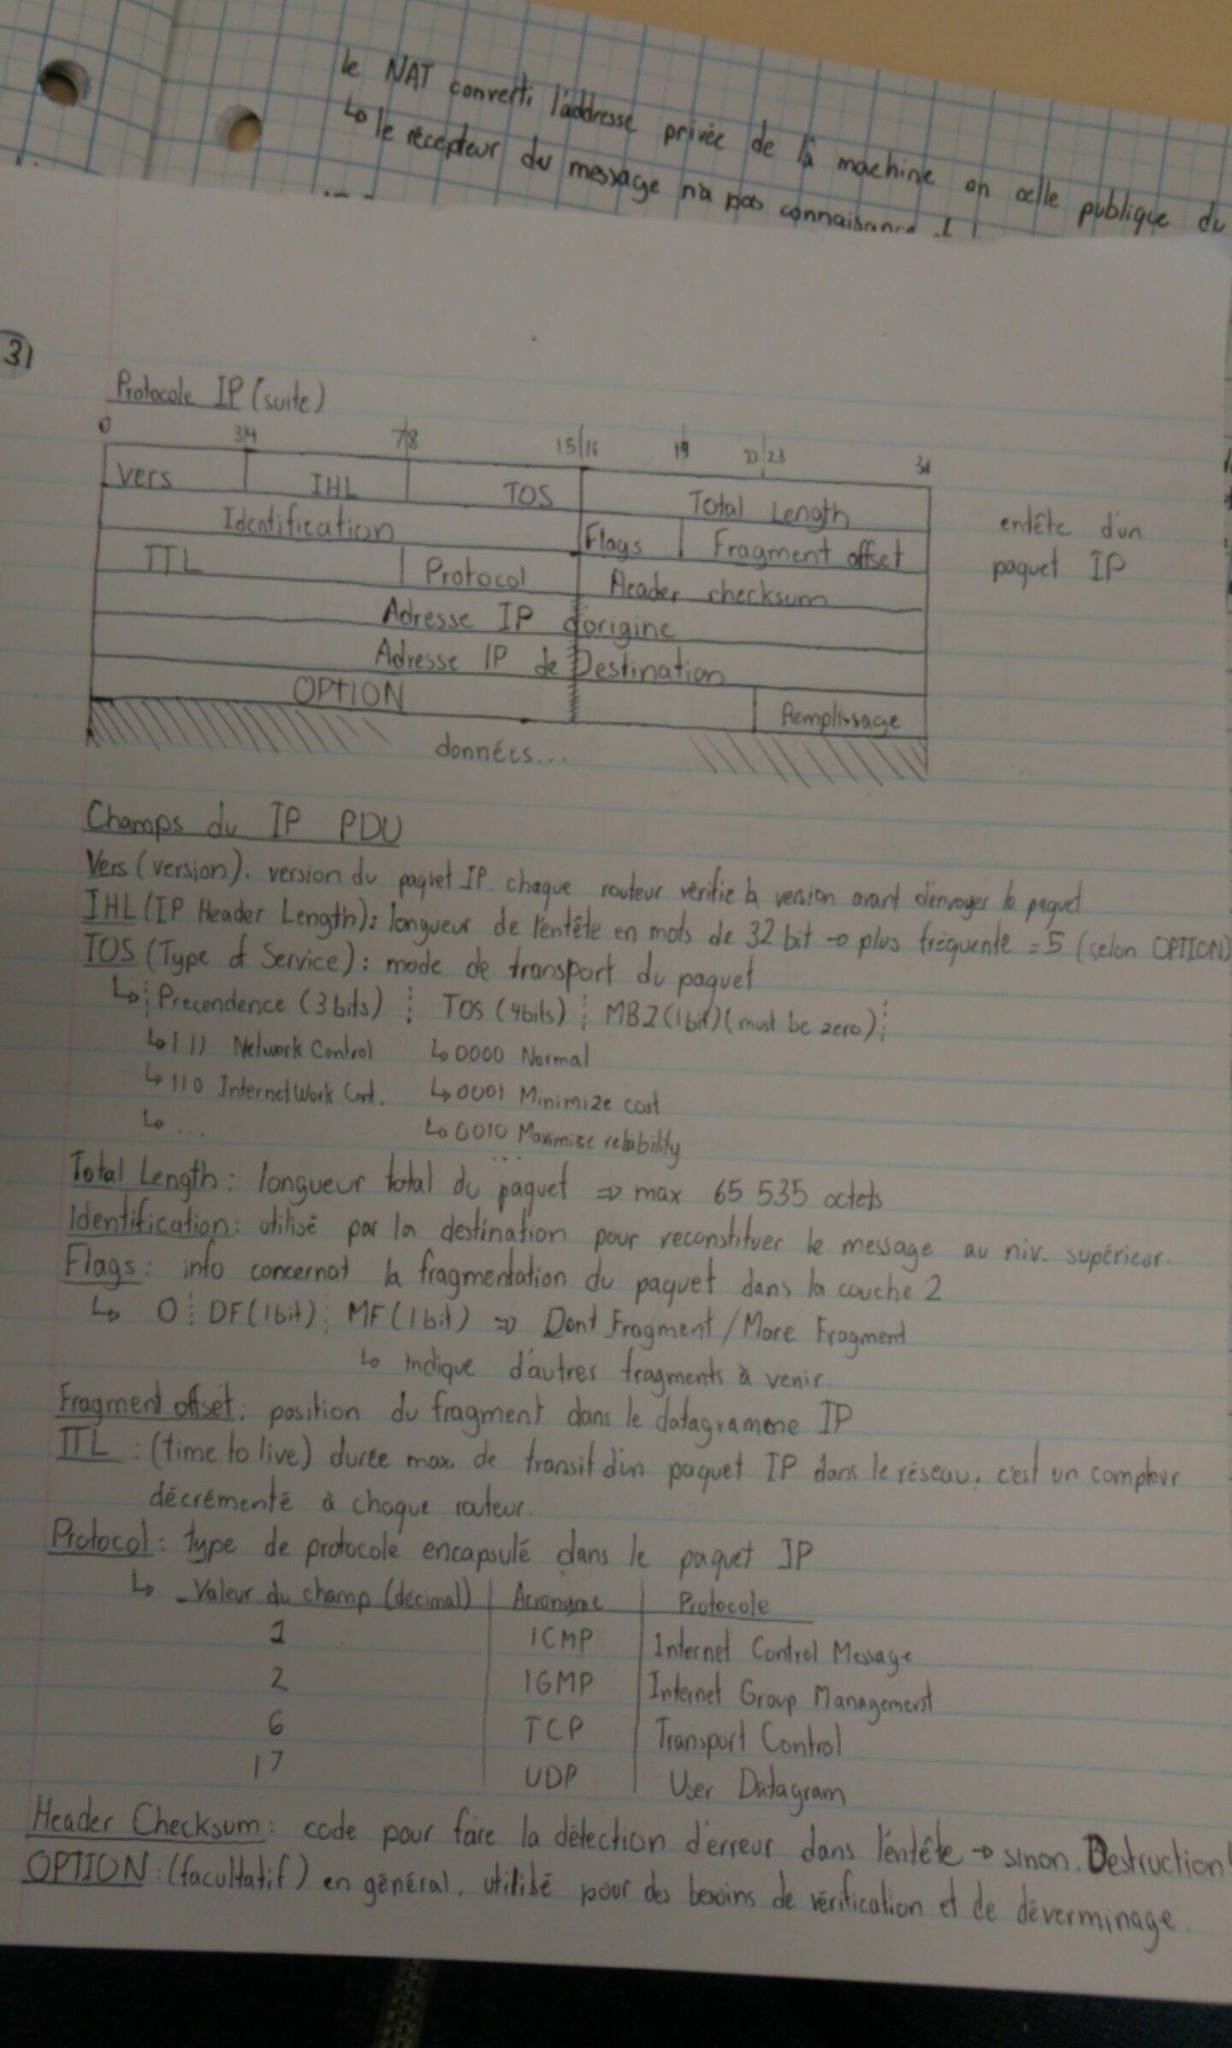 le NAT converti l'addresse privée de la machine en celle publique du
↳ le récepteur du message n'a pas connaisance
31
Protocole IP (suite)
0 3|4 7|8 15|16 19 22|23 31
Vers IHL TOS Total Length
Identification Flags Fragment offset
TTL Protocol Header checksum
Adresse IP d'origine
Adresse IP de Destination
OPTION Remplissage
données...
entête d'un
paquet IP
Champs du IP PDU
Vers (version): version du paquet IP. chaque routeur vérifie la version avant d'envoyer le paquet
IHL (IP Header Length): longueur de l'entête en mots de 32 bit → plus fréquente = 5 (selon OPTION)
TOS (Type of Service): mode de transport du paquet
↳ ¦ Precendence (3 bits) ¦ TOS (4 bits) ¦ MBZ (1 bit) (must be zero) ¦
↳ 111 Network Control ↳ 0000 Normal
↳ 110 InternetWork Cont. ↳ 0001 Minimize cost
↳ ... ↳ 0010 Maximize reliability
...
Total Length: longueur total du paquet ⇒ max 65 535 octets
Identification: utilisé par la destination pour reconstituer le message au niv. supérieur.
Flags: info concernat la fragmentation du paquet dans la couche 2
↳ 0 ¦ DF (1 bit) ¦ MF (1 bit) ⇒ Dont Fragment / More Fragment
↳ indique d'autres fragments à venir.
Fragment offset: position du fragment dans le datagramme IP
TTL: (time to live) durée max. de transit d'un paquet IP dans le réseau. c'est un compteur
décrémenté à chaque routeur.
Protocol: type de protocole encapsulé dans le paquet IP
↳ Valeur du champ (décimal) | Acronyme | Protocole
1 | ICMP | Internet Control Message
2 | IGMP | Internet Group Management
6 | TCP | Transport Control
17 | UDP | User Datagram
Header Checksum: code pour faire la détection d'erreur dans l'entête → sinon. Destruction!
OPTION: (facultatif) en général. utilisé pour des besoins de vérification et de déverminage.